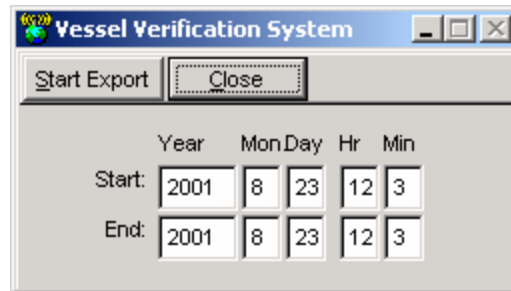 Vessel Verification System
Start Export Close
Year Mon Day Hr Min
Start: 2001 8 23 12 3
End: 2001 8 23 12 3